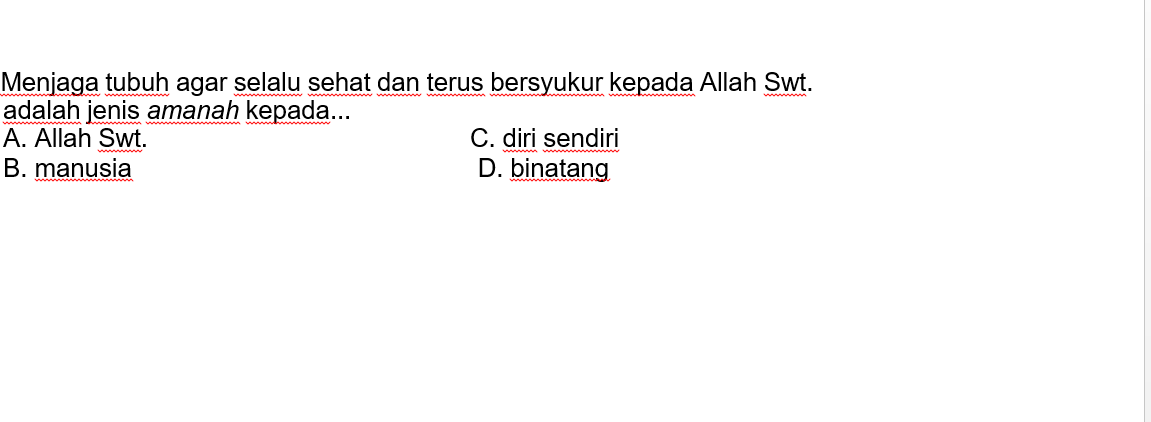 Menjaga tubuh agar selalu sehat dan terus bersyukur kepada Allah Swt.
adalah jenis amanah kepada...
A. Allah Swt. C. diri sendiri
B. manusia D. binatang